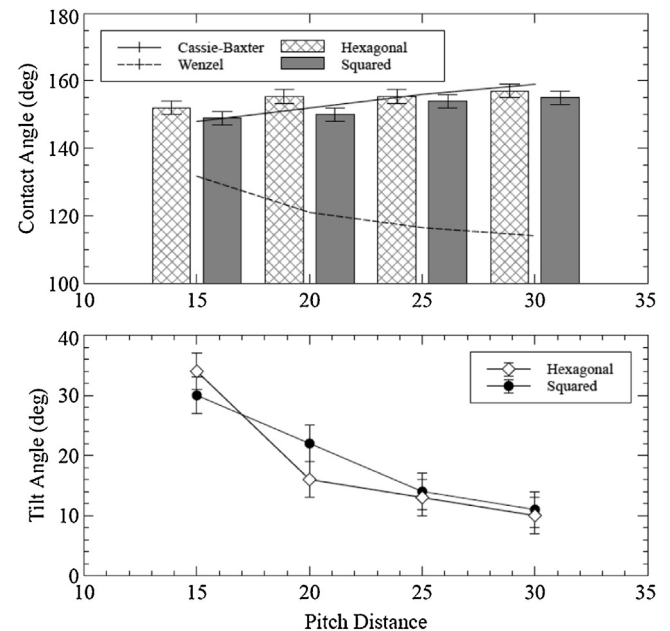 180
160
140
120
100
Contact Angle (deg)
Cassie-Baxter
Hexagonal
Wenzel
Squared
10
15
20
25
30
35
40
30
20
10
0
Tilt Angle (deg)
Hexagonal
Squared
10
15
20
25
30
35
Pitch Distance